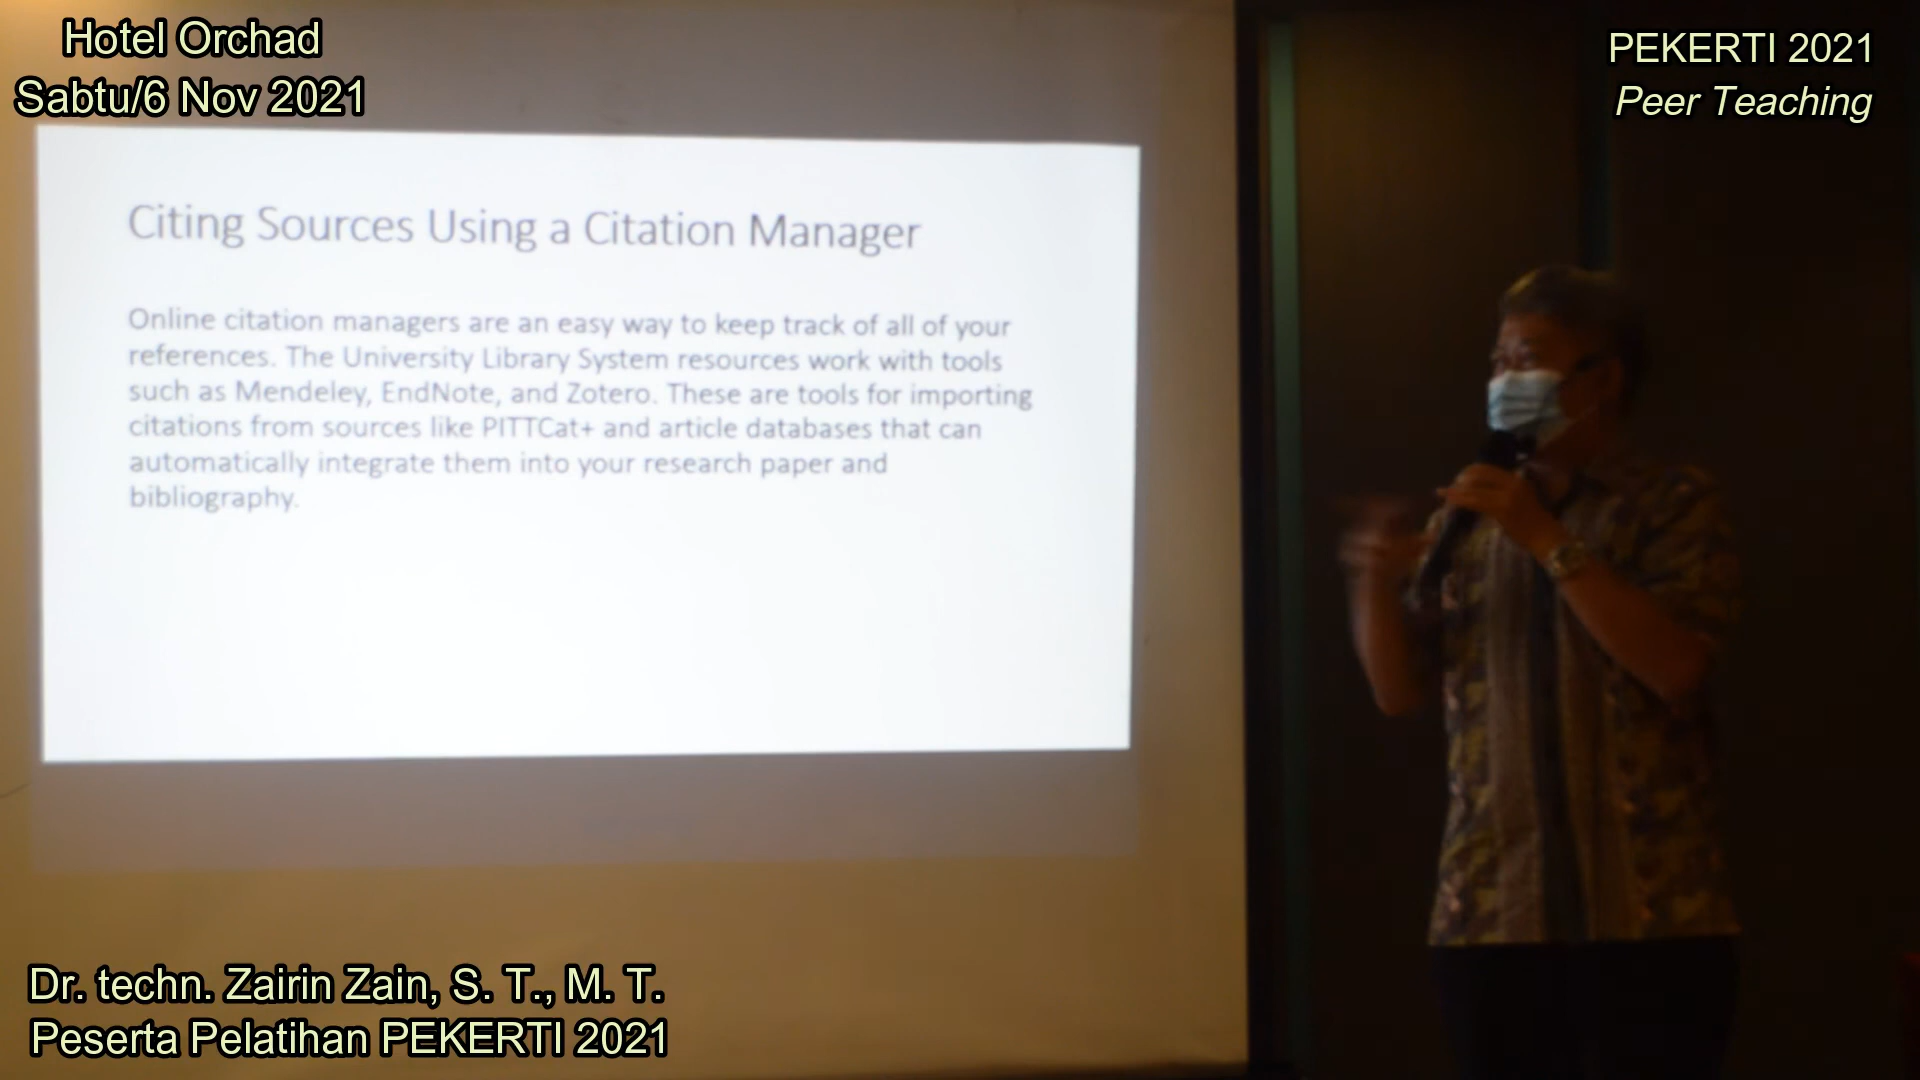 Hotel Orchad
Sabtu/6 Nov 2021
PEKERTI 2021
Peer Teaching
Citing Sources Using a Citation Manager
Online citation managers are an easy way to keep track of all of your
references. The University Library System resources work with tools
such as Mendeley, EndNote, and Zotero. These are tools for importing
citations from sources like PITTCat+ and article databases that can
automatically integrate them into your research paper and
bibliography.
Dr. techn. Zairin Zain, S. T., M. T.
Peserta Pelatihan PEKERTI 2021